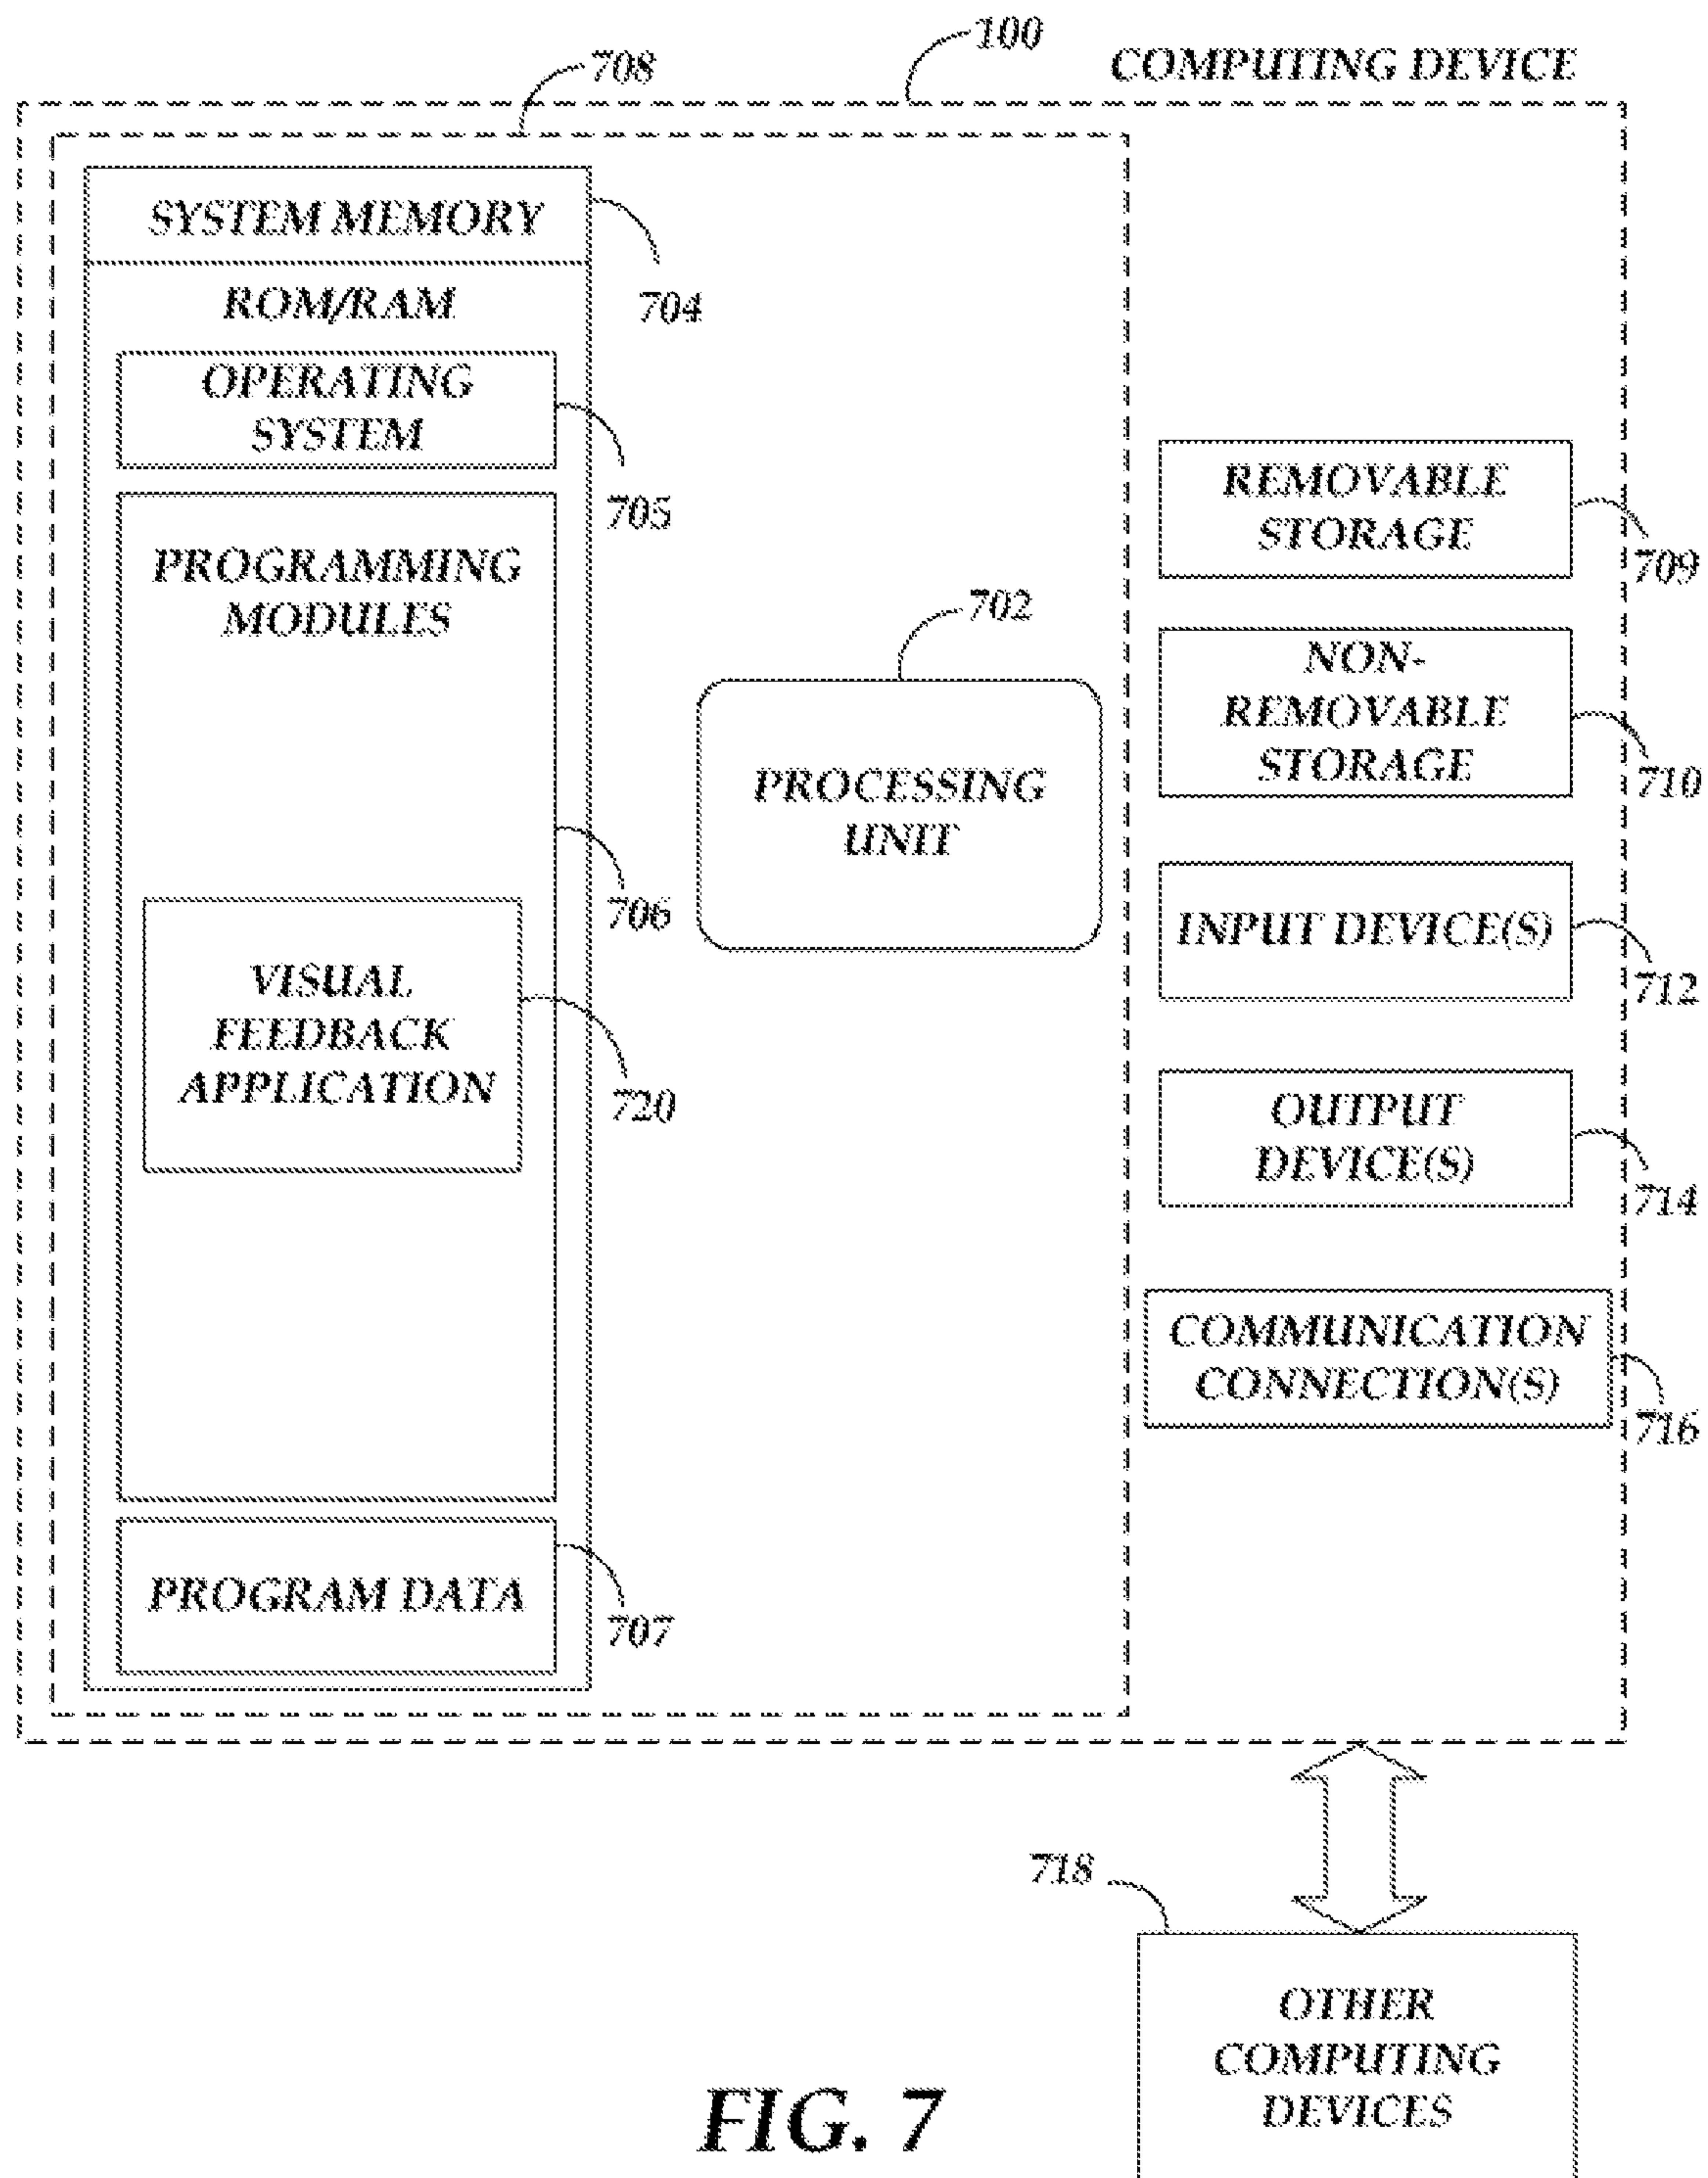 100
COMPUTING DEVICE
708
SYSTEM MEMORY
704
ROM/RAM
OPERATING
SYSTEM
705
PROGRAMMING
MODULES
706
VISUAL
FEEDBACK
APPLICATION
720
PROGRAM DATA
707
702
PROCESSING
UNIT
REMOVABLE
STORAGE
709
NON-
REMOVABLE
STORAGE
710
INPUT DEVICE(S)
712
OUTPUT
DEVICE(S)
714
COMMUNICATION
CONNECTION(S)
716
718
OTHER
COMPUTING
DEVICES
FIG. 7